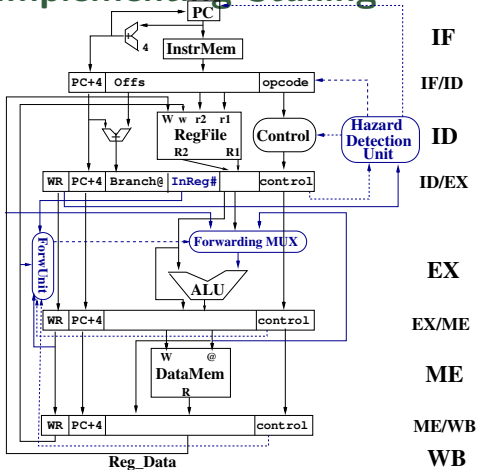 Implementing Stalling
PC
IF
4
InstrMem
PC+4 Offs opcode
IF/ID
W w r2 r1
RegFile
R2 R1
Control
Hazard
Detection
Unit
ID
WR PC+4 Branch@ InReg# control
ID/EX
ForwUnit
Forwarding MUX
ALU
EX
WR PC+4 control
EX/ME
W @
DataMem
R
ME
WR PC+4 control
ME/WB
Reg_Data
WB